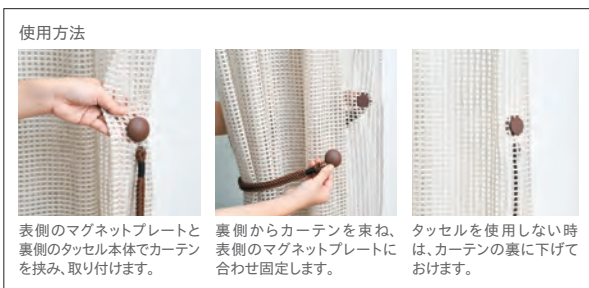 使用方法
表側のマグネットプレートと
裏側のタッセル本体でカーテン
を挟み、取り付けます。
裏側からカーテンを束ね、
表側のマグネットプレートに
合わせ固定します。
タッセルを使用しない時
は、カーテンの裏に下げて
おけます。